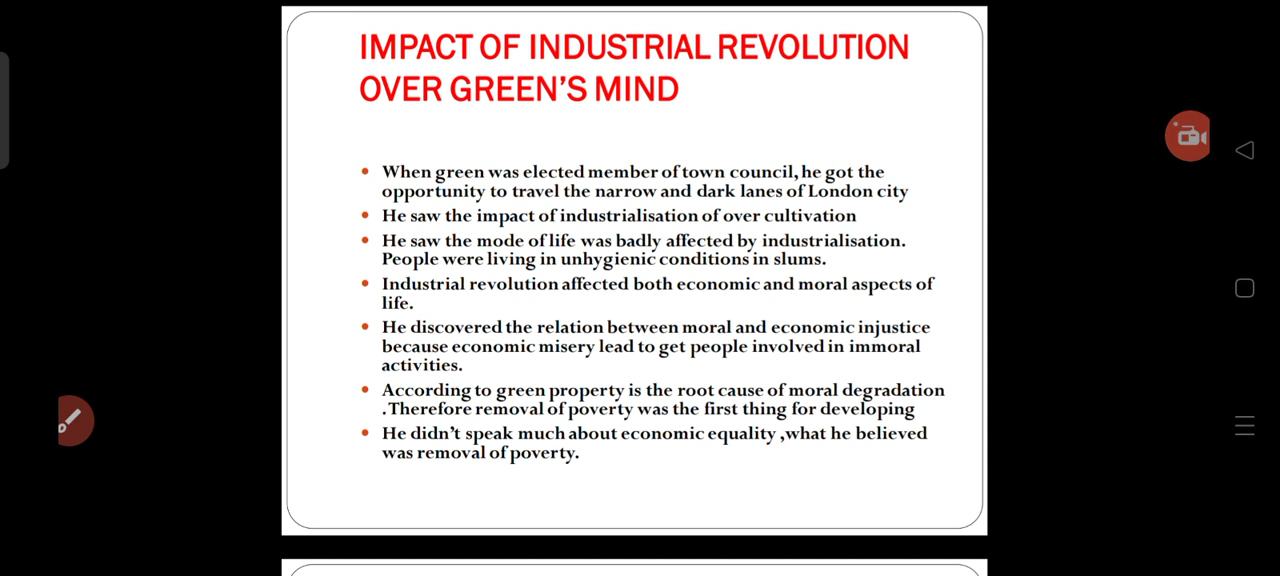 IMPACT OF INDUSTRIAL REVOLUTION
OVER GREEN'S MIND
• When green was elected member of town council, he got the
opportunity to travel the narrow and dark lanes of London city
• He saw the impact of industrialisation of over cultivation
• He saw the mode of life was badly affected by industrialisation.
People were living in unhygienic conditions in slums.
• Industrial revolution affected both economic and moral aspects of
life.
• He discovered the relation between moral and economic injustice
because economic misery lead to get people involved in immoral
activities.
• According to green property is the root cause of moral degradation
.Therefore removal of poverty was the first thing for developing
• He didn't speak much about economic equality ,what he believed
was removal of poverty.